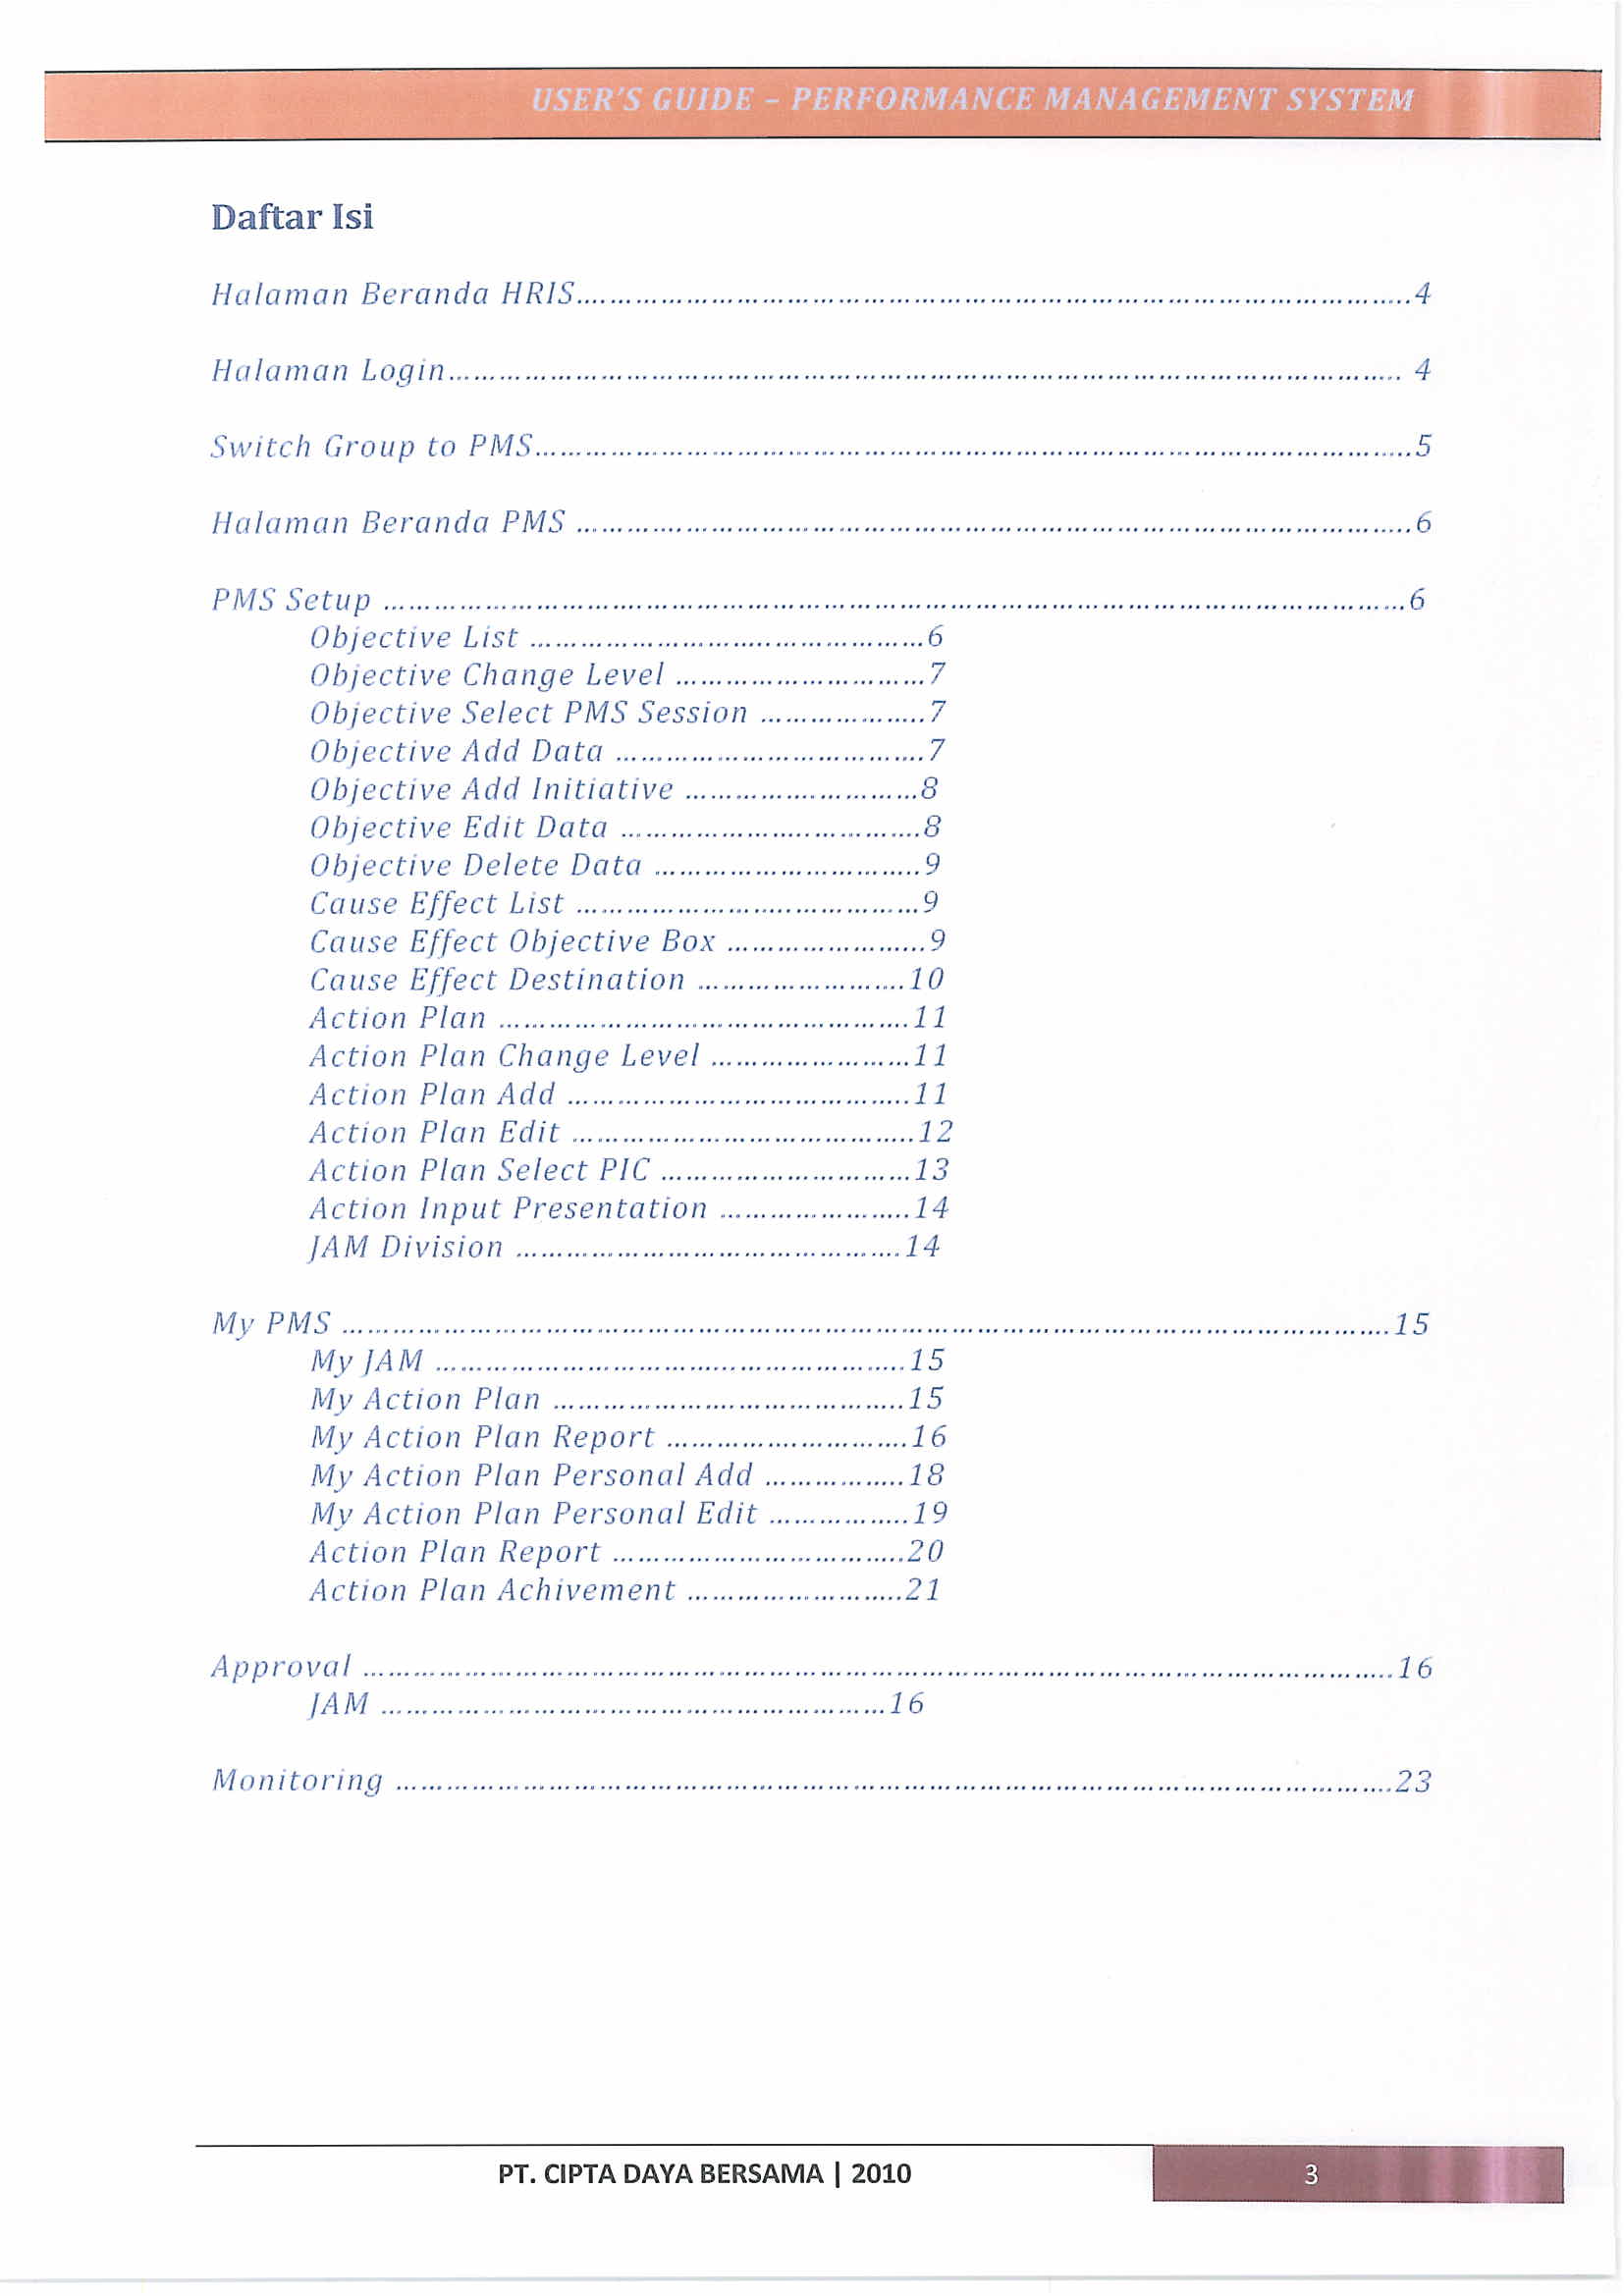 USER'S GUIDE – PERFORMANCE MANAGEMENT SYSTEM
Daftar Isi
Halaman Beranda HRIS....................4
Halaman Login.................... 4
Switch Group to PMS....................5
Halaman Beranda PMS ....................6
PMS Setup ....................6
Objective List ....................6
Objective Change Level ....................7
Objective Select PMS Session ....................7
Objective Add Data ....................7
Objective Add Initiative ....................8
Objective Edit Data ....................8
Objective Delete Data ....................9
Cause Effect List ....................9
Cause Effect Objective Box ....................9
Cause Effect Destination ....................10
Action Plan ....................11
Action Plan Change Level ....................11
Action Plan Add ....................11
Action Plan Edit ....................12
Action Plan Select PIC ....................13
Action Input Presentation ....................14
JAM Division ....................14
My PMS ....................15
My JAM ....................15
My Action Plan ....................15
My Action Plan Report ....................16
My Action Plan Personal Add ....................18
My Action Plan Personal Edit ....................19
Action Plan Report ....................20
Action Plan Achivement ....................21
Approval ....................16
JAM ....................16
Monitoring ....................23
PT. CIPTA DAYA BERSAMA | 2010
3